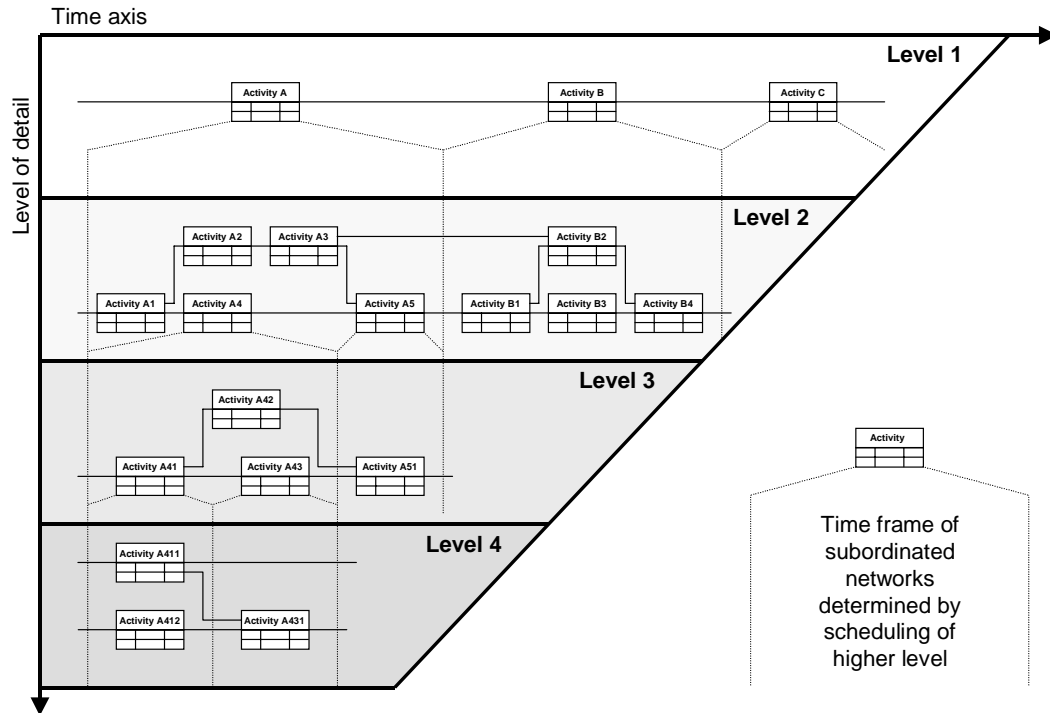 Time axis
Level of detail
Level 1
Activity A
Activity B
Activity C
Level 2
Activity A2
Activity A3
Activity B2
Activity A1
Activity A4
Activity A5
Activity B1
Activity B3
Activity B4
Level 3
Activity A42
Activity A41
Activity A43
Activity A51
Activity
Time frame of
subordinated
networks
determined by
scheduling of
higher level
Level 4
Activity A411
Activity A412
Activity A431